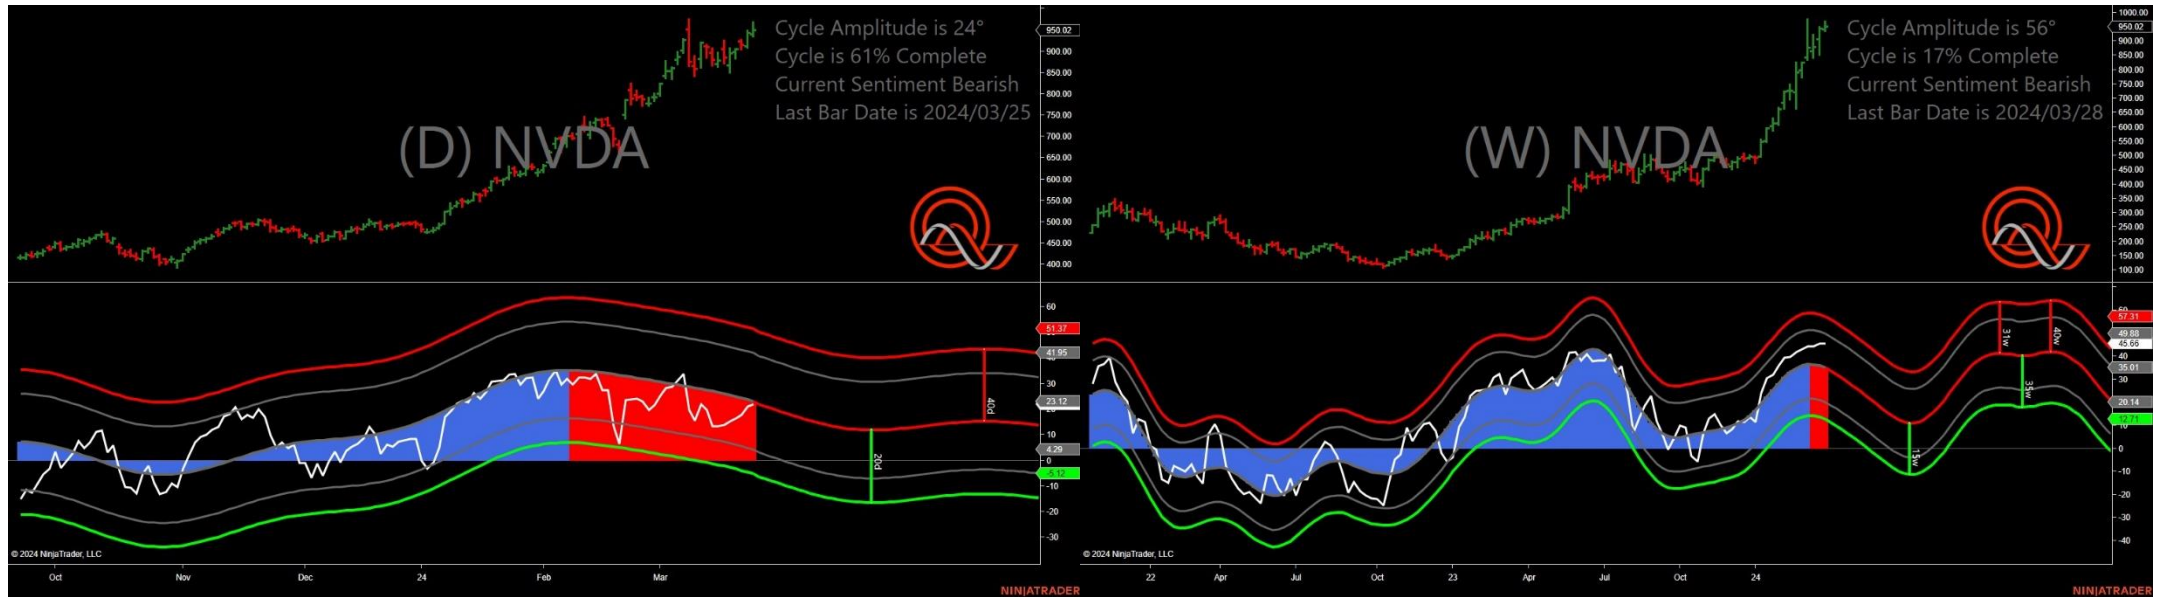 Cycle Amplitude is 24°
Cycle is 61% Complete
Current Sentiment Bearish
Last Bar Date is 2024/03/25
(D) NVDA
950.02
900.00
850.00
800.00
750.00
700.00
650.00
600.00
550.00
500.00
450.00
400.00
60
51.37
41.95
30
23.12
10
4.29
0
-5.12
-10
-20
-30
40d
20d
© 2024 NinjaTrader, LLC
Oct
Nov
Dec
24
Feb
Mar
NINJATRADER
Cycle Amplitude is 56°
Cycle is 17% Complete
Current Sentiment Bearish
Last Bar Date is 2024/03/28
(W) NVDA
1000.00
950.02
900.00
850.00
800.00
750.00
700.00
650.00
600.00
550.00
500.00
450.00
400.00
350.00
300.00
250.00
200.00
150.00
100.00
57.31
49.88
45.66
40
35.01
30
20.14
12.71
0
-10
-20
-30
-40
31w
40w
35w
15w
© 2024 NinjaTrader, LLC
22
Apr
Jul
Oct
23
Apr
Jul
Oct
24
NINJATRADER